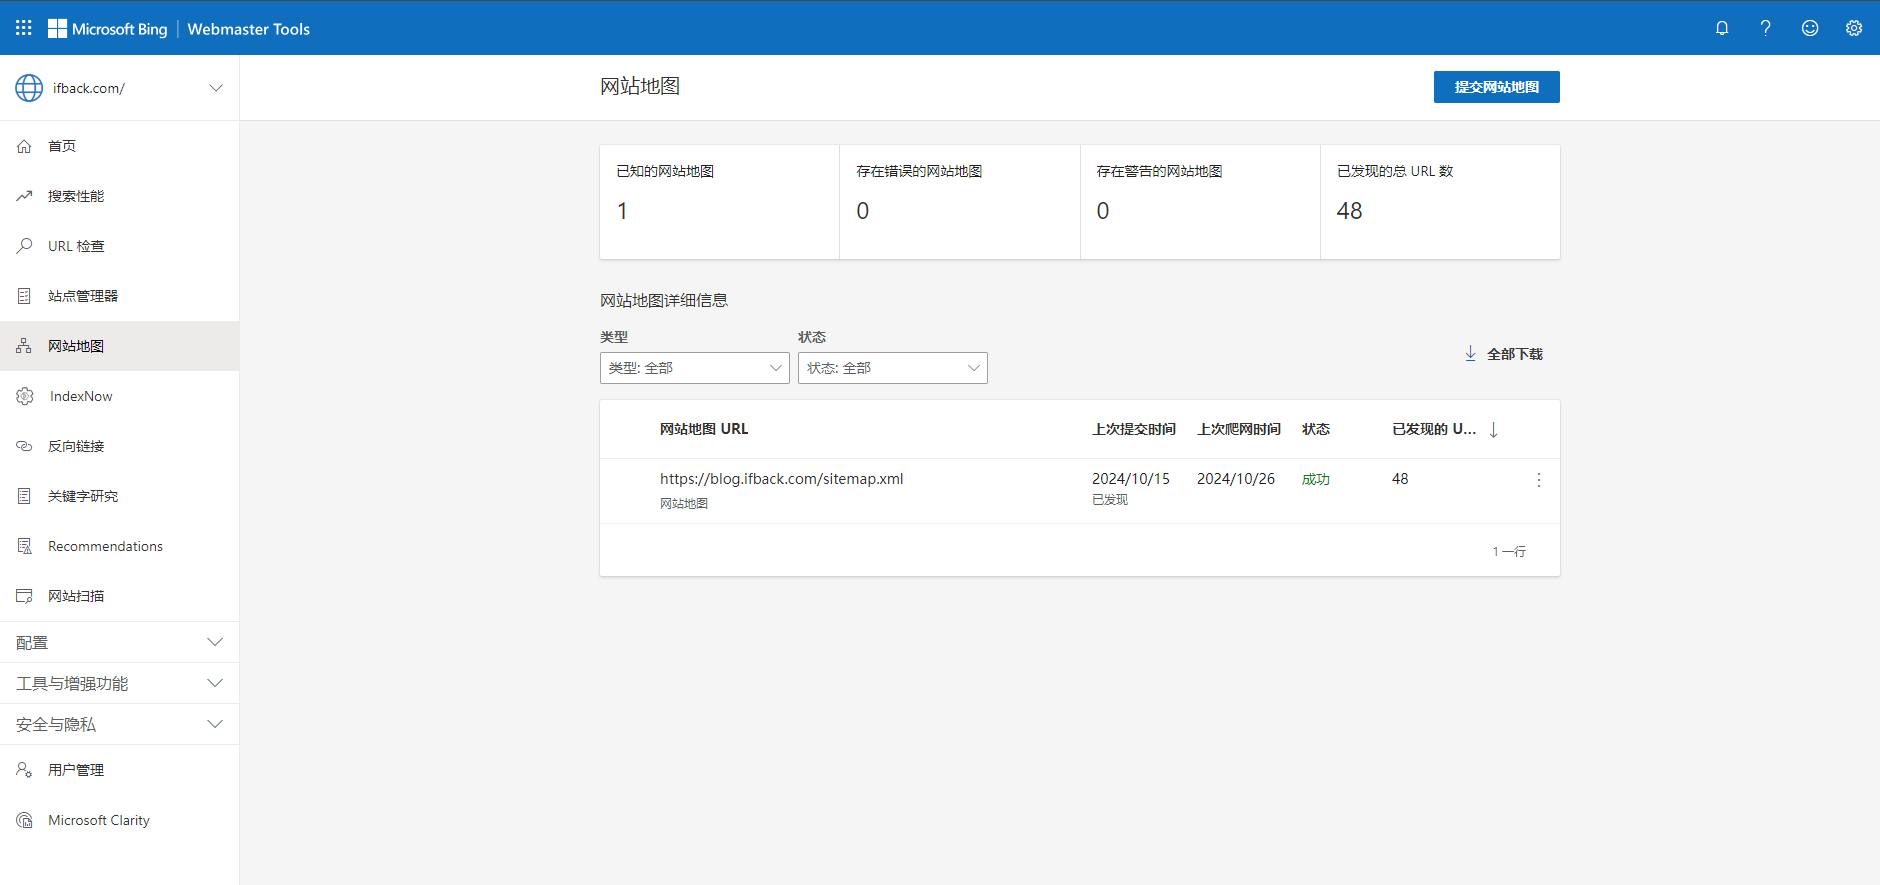 Microsoft Bing | Webmaster Tools
ifback.com/
首页
搜索性能
URL 检查
站点管理器
网站地图
IndexNow
反向链接
关键字研究
Recommendations
网站扫描
配置
工具与增强功能
安全与隐私
用户管理
Microsoft Clarity
网站地图
提交网站地图
已知的网站地图
1
存在错误的网站地图
0
存在警告的网站地图
0
已发现的总 URL 数
48
网站地图详细信息
类型
类型: 全部
状态
状态: 全部
全部下载
网站地图 URL 上次提交时间 上次爬网时间 状态 已发现的 U...
https://blog.ifback.com/sitemap.xml 2024/10/15 2024/10/26 成功 48
网站地图 已发现
1 一行